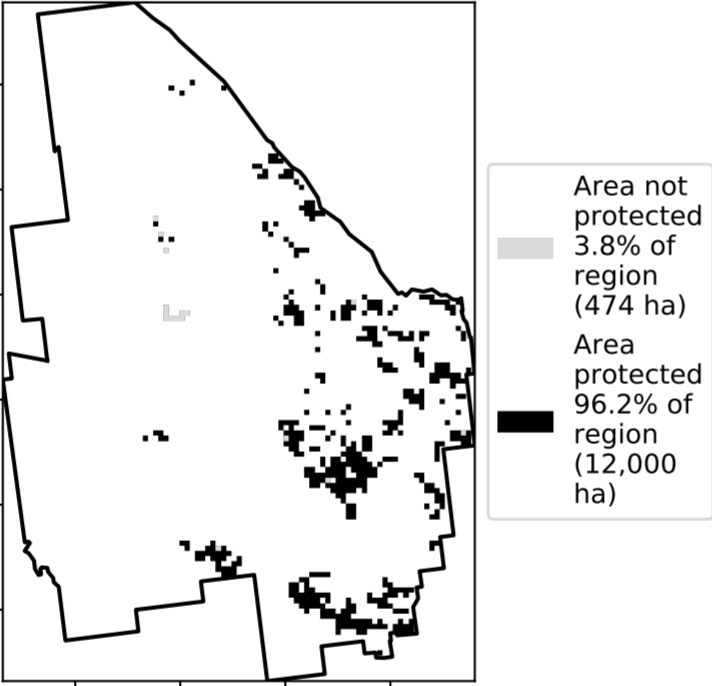 Area not
protected
3.8% of
region
(474 ha)
Area
protected
96.2% of
region
(12,000
ha)